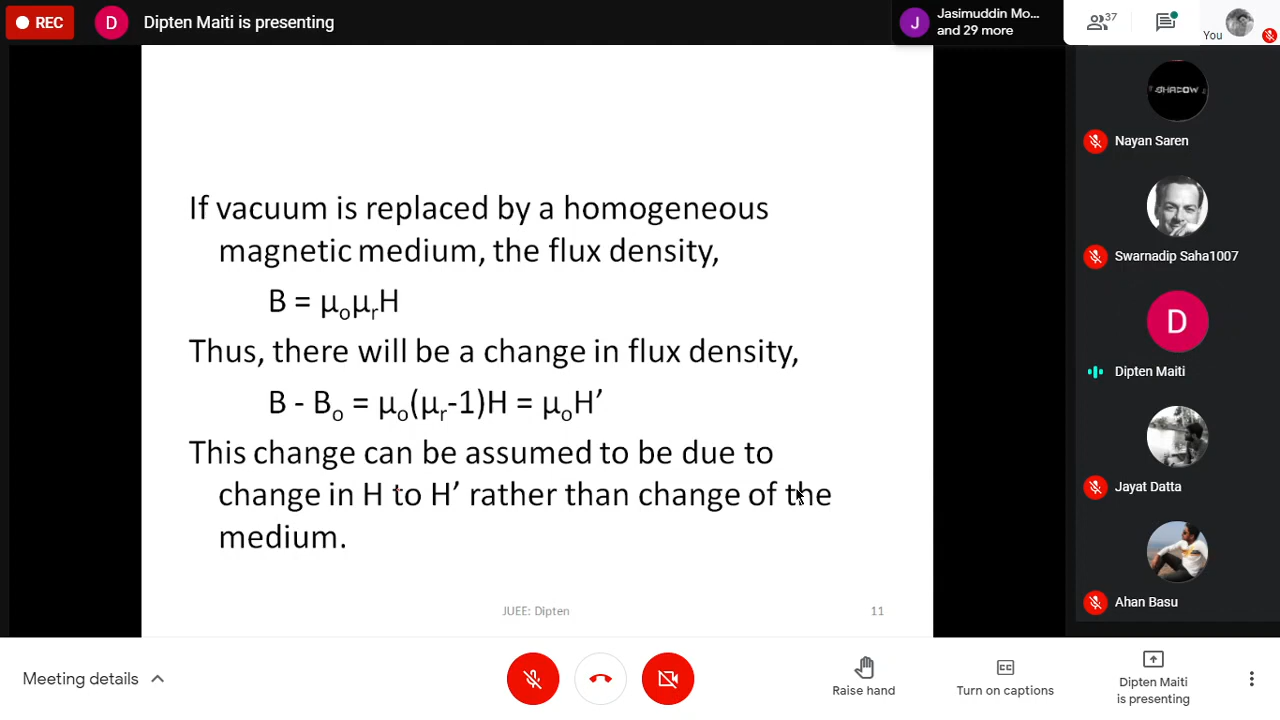 REC
D
Dipten Maiti is presenting
J
Jasimuddin Mo...
and 29 more
37
You
If vacuum is replaced by a homogeneous
magnetic medium, the flux density,
B = μₒμᵣH
Thus, there will be a change in flux density,
B - Bₒ = μₒ(μᵣ-1)H = μₒH’
This change can be assumed to be due to
change in H to H’ rather than change of the
medium.
JUEE: Dipten
11
SHADOW
Nayan Saren
Swarnadip Saha1007
D
Dipten Maiti
Jayat Datta
Ahan Basu
Meeting details
Raise hand
CC
Turn on captions
Dipten Maiti
is presenting